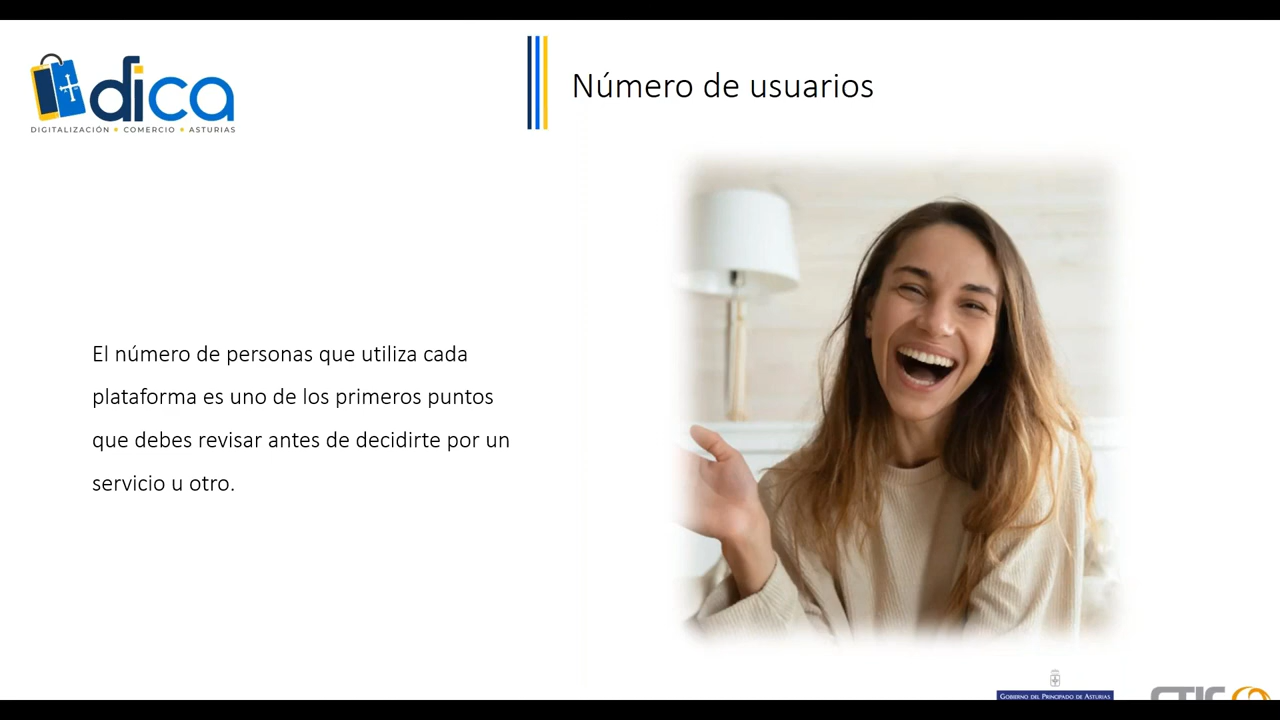 dica
DIGITALIZACIÓN • COMERCIO • ASTURIAS
Número de usuarios
El número de personas que utiliza cada
plataforma es uno de los primeros puntos
que debes revisar antes de decidirte por un
servicio u otro.
GOBIERNO DEL PRINCIPADO DE ASTURIAS